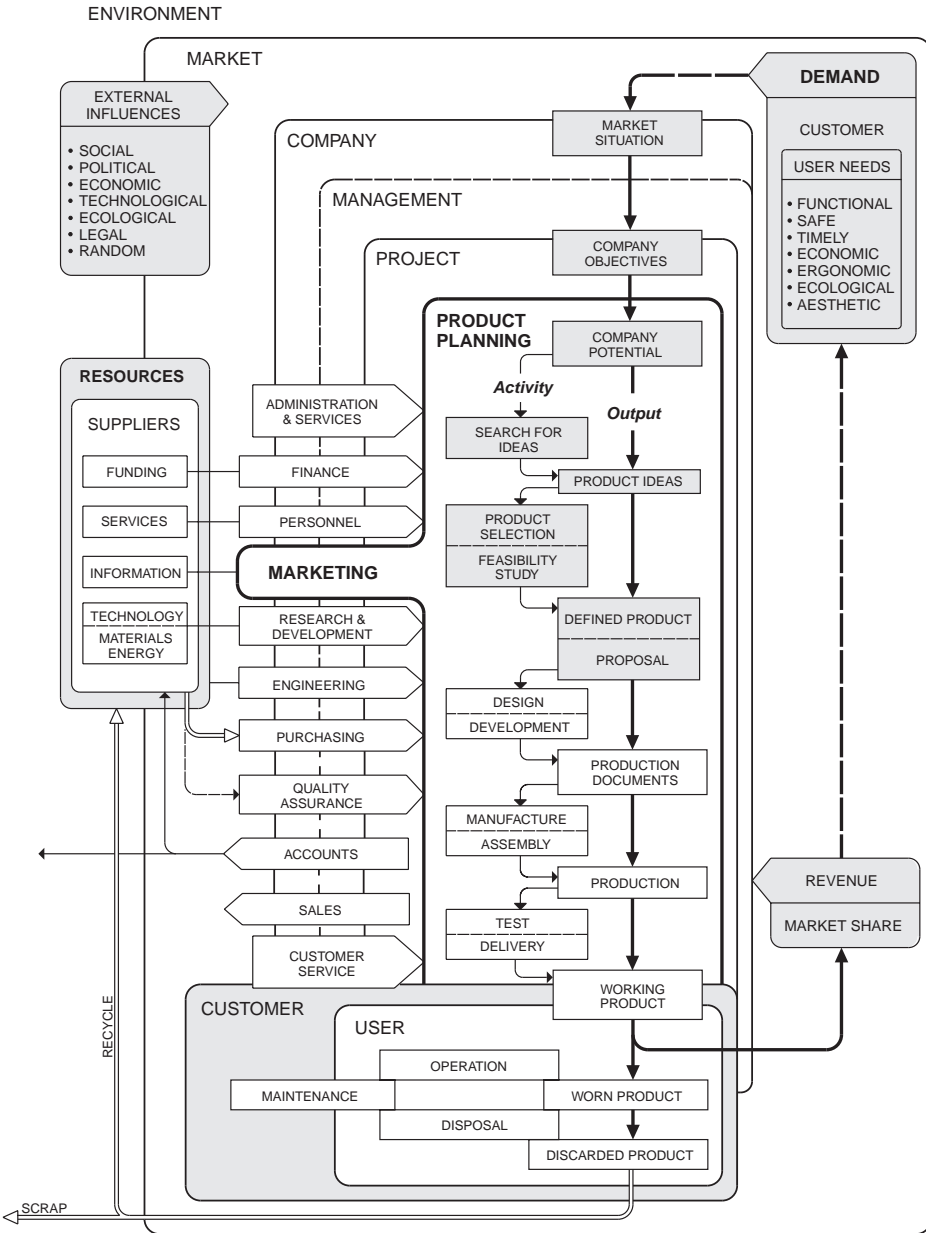 ENVIRONMENT
MARKET
EXTERNAL
INFLUENCES
• SOCIAL
• POLITICAL
• ECONOMIC
• TECHNOLOGICAL
• ECOLOGICAL
• LEGAL
• RANDOM
DEMAND
CUSTOMER
USER NEEDS
• FUNCTIONAL
• SAFE
• TIMELY
• ECONOMIC
• ERGONOMIC
• ECOLOGICAL
• AESTHETIC
COMPANY
MARKET
SITUATION
MANAGEMENT
PROJECT
COMPANY
OBJECTIVES
PRODUCT
PLANNING
COMPANY
POTENTIAL
Activity
Output
SEARCH FOR
IDEAS
PRODUCT IDEAS
PRODUCT
SELECTION
FEASIBILITY
STUDY
DEFINED PRODUCT
PROPOSAL
DESIGN
DEVELOPMENT
PRODUCTION
DOCUMENTS
MANUFACTURE
ASSEMBLY
PRODUCTION
TEST
DELIVERY
WORKING
PRODUCT
RESOURCES
SUPPLIERS
FUNDING
SERVICES
INFORMATION
TECHNOLOGY
MATERIALS
ENERGY
ADMINISTRATION
& SERVICES
FINANCE
PERSONNEL
MARKETING
RESEARCH &
DEVELOPMENT
ENGINEERING
PURCHASING
QUALITY
ASSURANCE
ACCOUNTS
SALES
CUSTOMER
SERVICE
REVENUE
MARKET SHARE
CUSTOMER
USER
OPERATION
MAINTENANCE
WORN PRODUCT
DISPOSAL
DISCARDED PRODUCT
RECYCLE
SCRAP